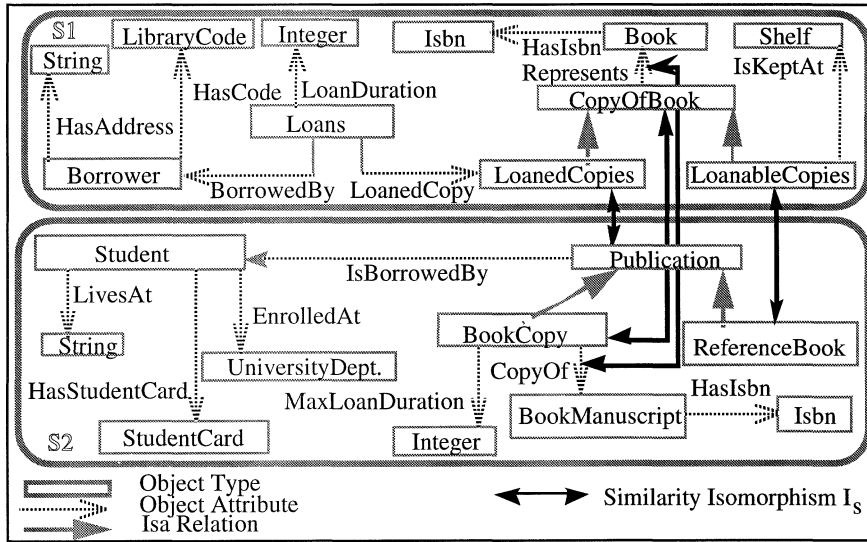 S1
LibraryCode
Integer
Isbn
HasIsbn
Book
Shelf
String
HasCode
LoanDuration
Represents
IsKeptAt
CopyOfBook
HasAddress
Loans
Borrower
BorrowedBy
LoanedCopy
LoanedCopies
LoanableCopies
Student
IsBorrowedBy
Publication
LivesAt
EnrolledAt
BookCopy
ReferenceBook
String
UniversityDept.
CopyOf
HasStudentCard
MaxLoanDuration
HasIsbn
BookManuscript
Isbn
StudentCard
Integer
S2
Object Type
Object Attribute
Isa Relation
Similarity Isomorphism I_s